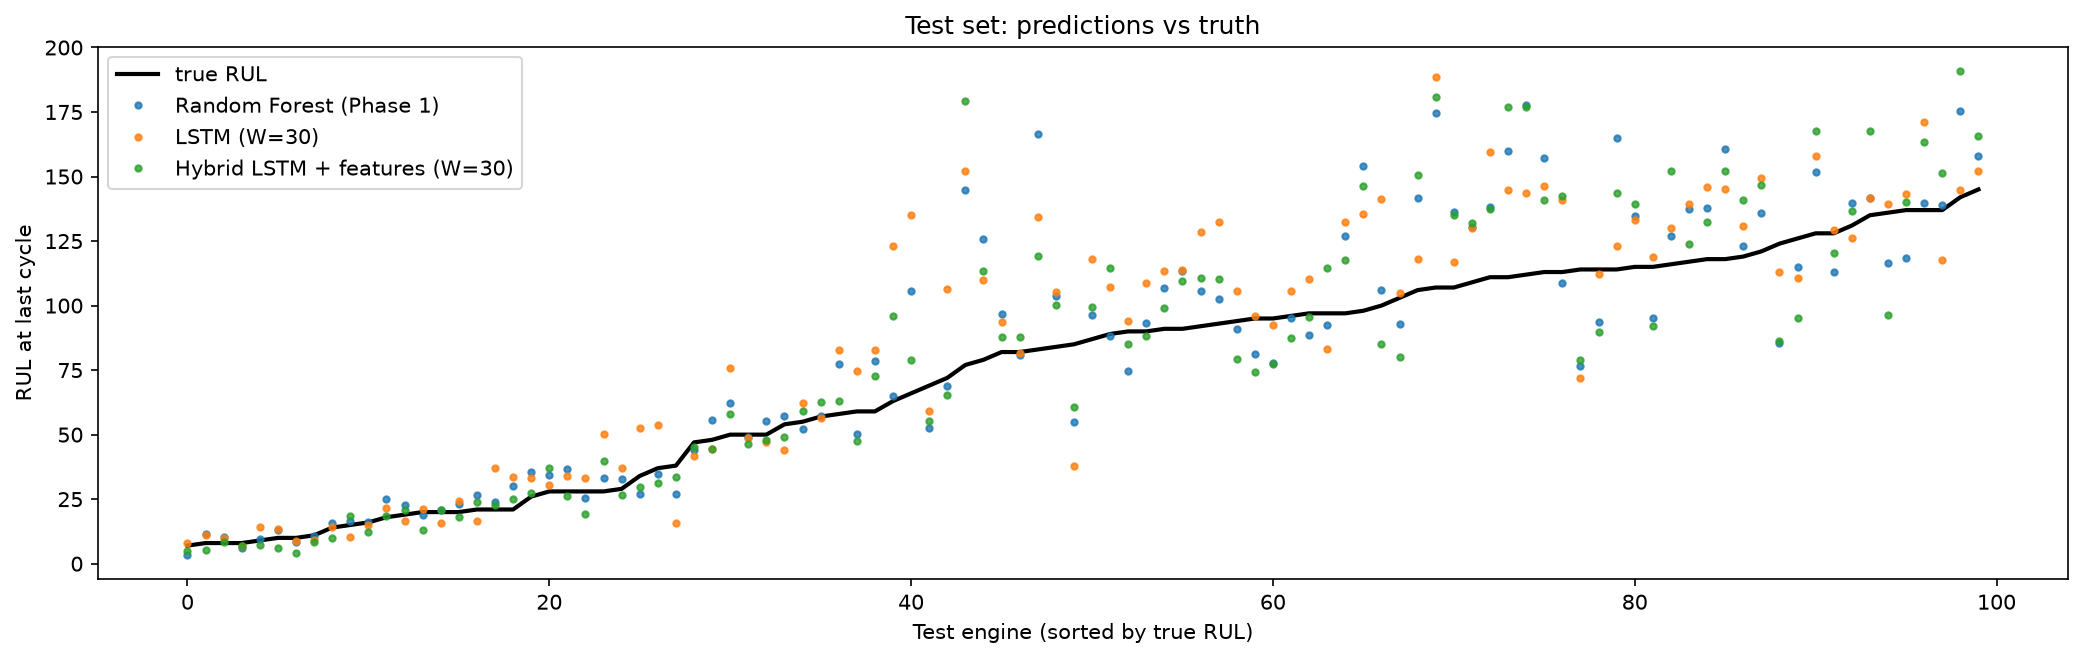 Test set: predictions vs truth
200
175
150
125
100
75
50
25
0
RUL at last cycle
true RUL
Random Forest (Phase 1)
LSTM (W=30)
Hybrid LSTM + features (W=30)
0 20 40 60 80 100
Test engine (sorted by true RUL)